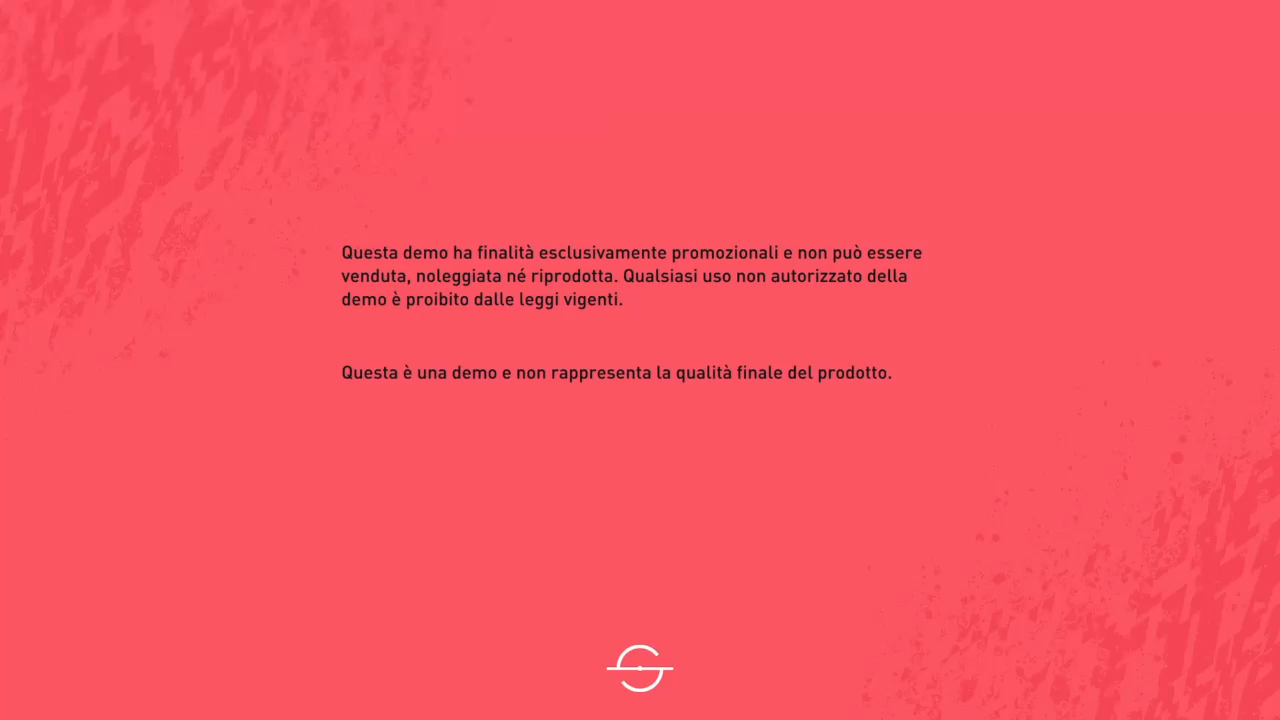 Questa demo ha finalità esclusivamente promozionali e non può essere
venduta, noleggiata né riprodotta. Qualsiasi uso non autorizzato della
demo è proibito dalle leggi vigenti.
Questa è una demo e non rappresenta la qualità finale del prodotto.